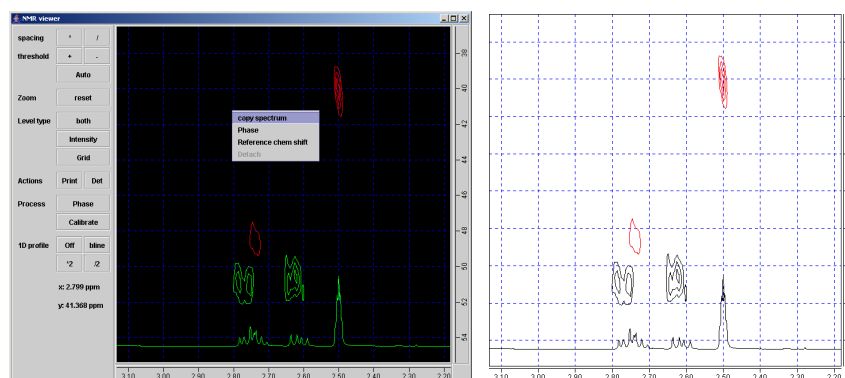 NMR viewer
spacing * /
threshold + -
Auto
Zoom reset
Level type both
Intensity
Grid
Actions Print Det
Process Phase
Calibrate
1D profile Off bline
*2 /2
x: 2.799 ppm
y: 41.368 ppm
copy spectrum
Phase
Reference chem shift
Detach
38
40
42
44
46
48
50
52
54
3.10 3.00 2.90 2.80 2.70 2.60 2.50 2.40 2.30 2.20
3.10 3.00 2.90 2.80 2.70 2.60 2.50 2.40 2.30 2.20